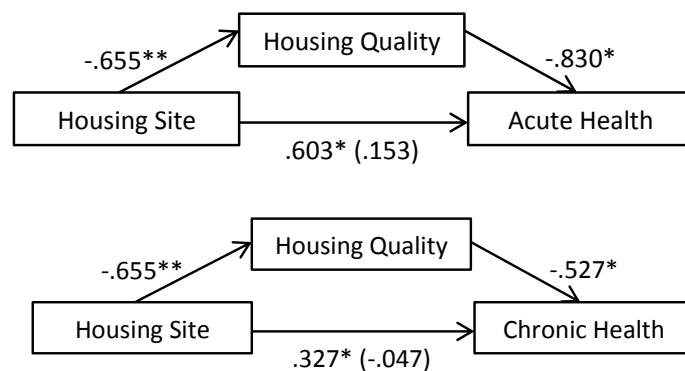 Housing Quality
-.655**
-.830*
Housing Site
Acute Health
.603* (.153)
Housing Quality
-.655**
-.527*
Housing Site
Chronic Health
.327* (-.047)